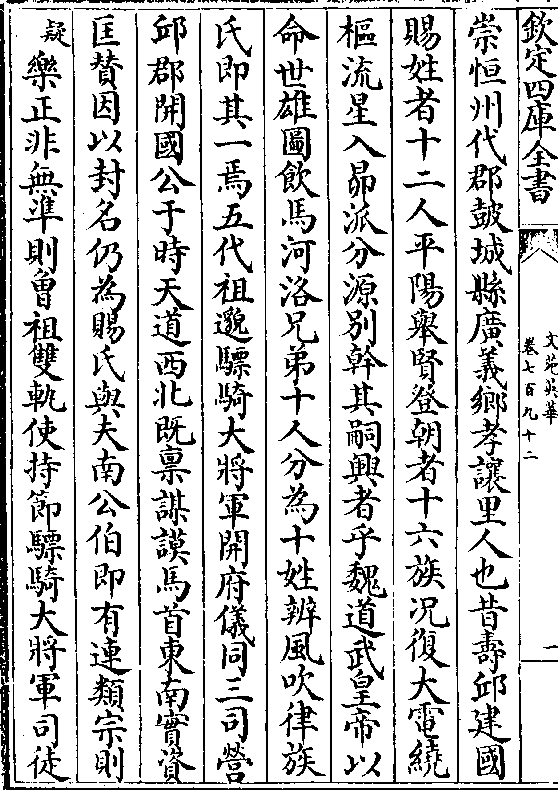 欽定四庫全書
文苑英華
卷七百九十二
一
崇恒州代郡鼓城縣廣義鄉孝讓里人也昔壽邱建國
賜姓者十二人平陽舉賢登朝者十六族况復大電繞
樞流星入昴派分源别幹其嗣興者乎魏道武皇帝以
命世雄圖飲馬河洛兄弟十人分為十姓辨風吹律族
氏即其一焉五代祖邈驃騎大將軍開府儀同三司營
邱郡開國公于時天道西北既稟謀謨馬首東南實資
匡贊因以封名仍為賜氏與夫南公伯即有連類宗則
疑樂正非無準則曾祖雙軌使持節驃騎大將軍司徒